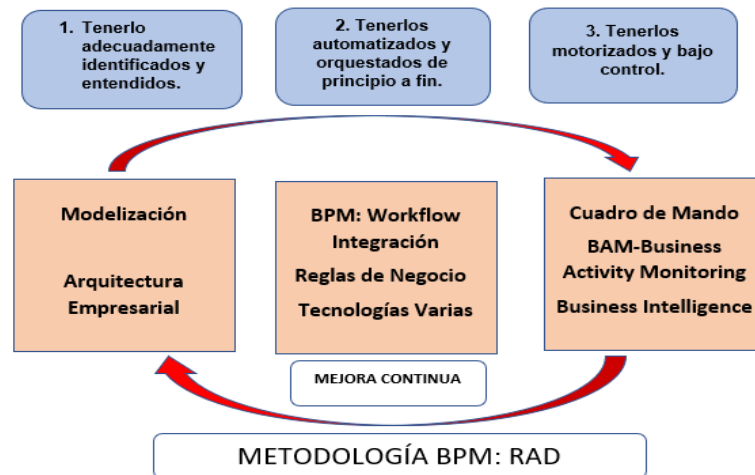 1. Tenerlo
adecuadamente
identificados y
entendidos.
2. Tenerlos
automatizados y
orquestados de
principio a fin.
3. Tenerlos
motorizados y bajo
control.
Modelización
Arquitectura
Empresarial
BPM: Workflow
Integración
Reglas de Negocio
Tecnologías Varias
Cuadro de Mando
BAM-Business
Activity Monitoring
Business Intelligence
MEJORA CONTINUA
METODOLOGÍA BPM: RAD